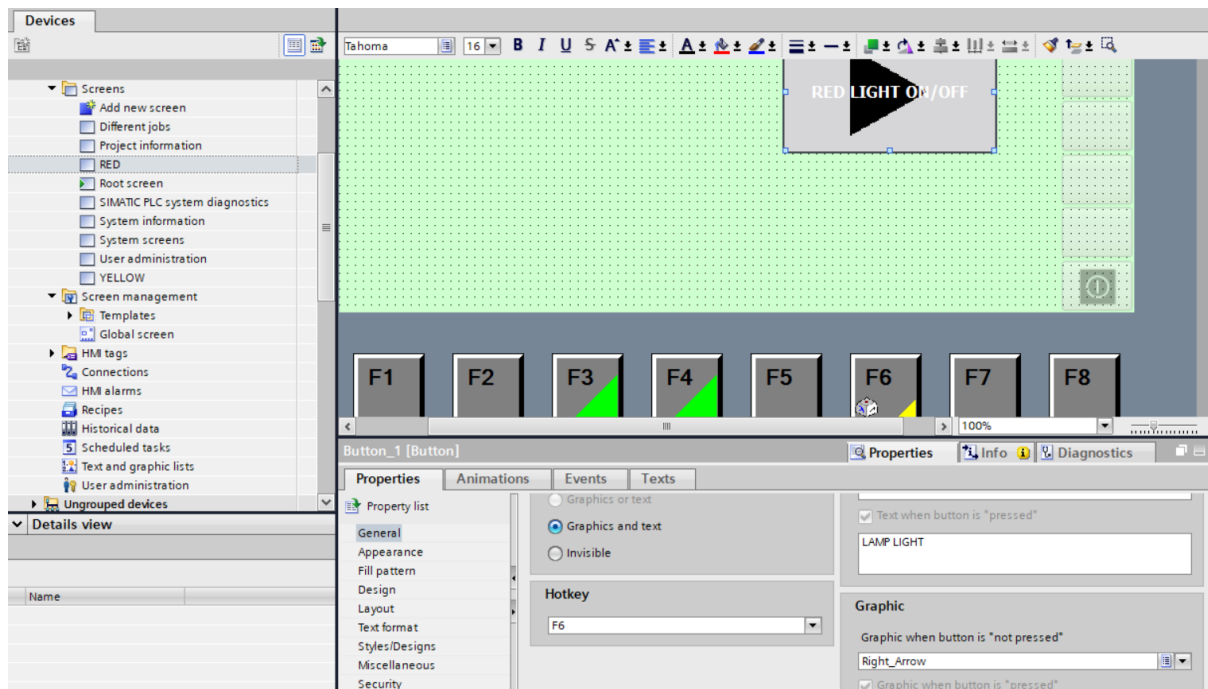 Devices
Tahoma
16
B I U S A
Screens
Add new screen
Different jobs
Project information
RED
Root screen
SIMATIC PLC system diagnostics
System information
System screens
User administration
YELLOW
Screen management
Templates
Global screen
HMI tags
Connections
HMI alarms
Recipes
Historical data
Scheduled tasks
Text and graphic lists
User administration
Ungrouped devices
Details view
Name
RED LIGHT ON/OFF
F1 F2 F3 F4 F5 F6 F7 F8
100%
Button_1 [Button]
Properties Info Diagnostics
Properties Animations Events Texts
Property list
General
Appearance
Fill pattern
Design
Layout
Text format
Styles/Designs
Miscellaneous
Security
Graphics or text
Graphics and text
Invisible
Hotkey
F6
Text when button is "pressed"
LAMP LIGHT
Graphic
Graphic when button is "not pressed"
Right_Arrow
Graphic when button is "pressed"